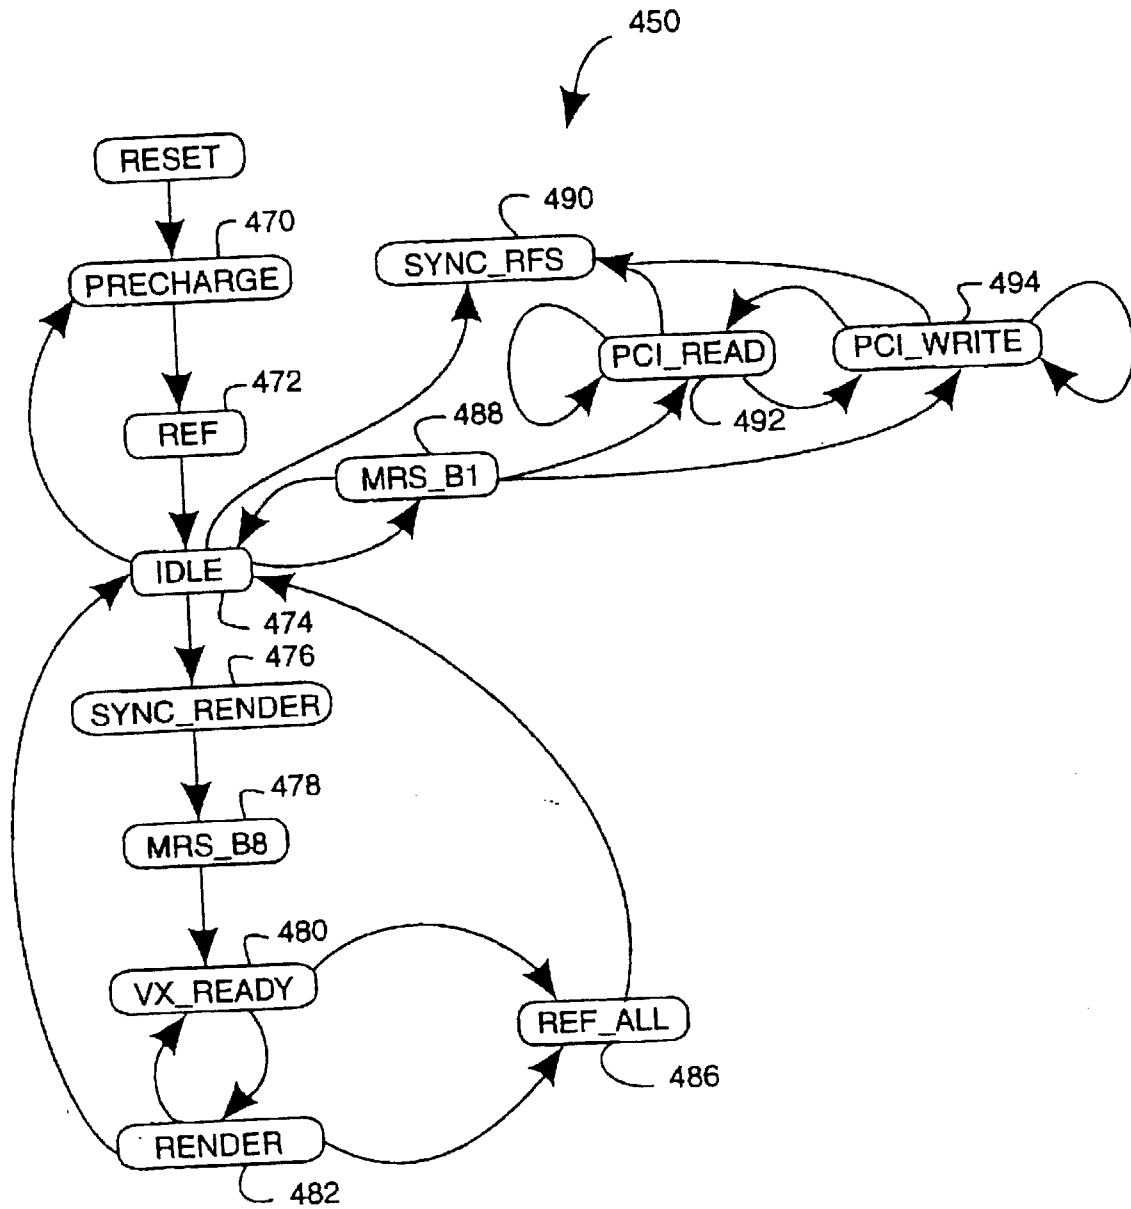 450
RESET
490
470
SYNC_RFS
494
PRECHARGE
PCI_READ
PCI_WRITE
472
488
492
REF
MRS_B1
IDLE
474
476
SYNC_RENDER
478
MRS_B8
480
VX_READY
REF_ALL
486
RENDER
482